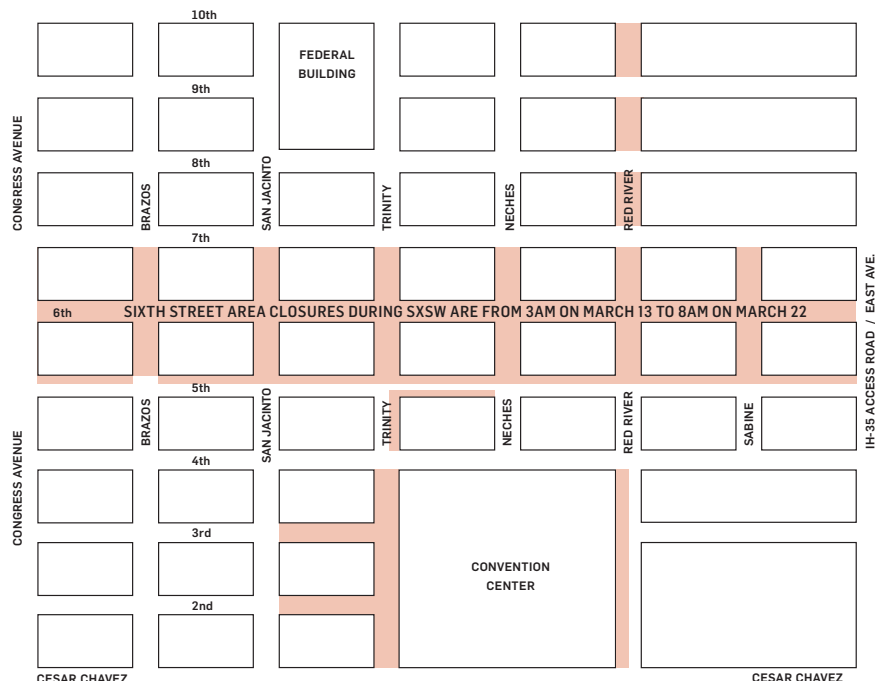 10th
FEDERAL
BUILDING
9th
CONGRESS AVENUE
8th
BRAZOS
SAN JACINTO
TRINITY
NECHES
RED RIVER
7th
6th
SIXTH STREET AREA CLOSURES DURING SXSW ARE FROM 3AM ON MARCH 13 TO 8AM ON MARCH 22
IH-35 ACCESS ROAD / EAST AVE.
5th
CONGRESS AVENUE
BRAZOS
SAN JACINTO
TRINITY
NECHES
RED RIVER
SABINE
4th
3rd
CONVENTION
CENTER
2nd
CESAR CHAVEZ
CESAR CHAVEZ